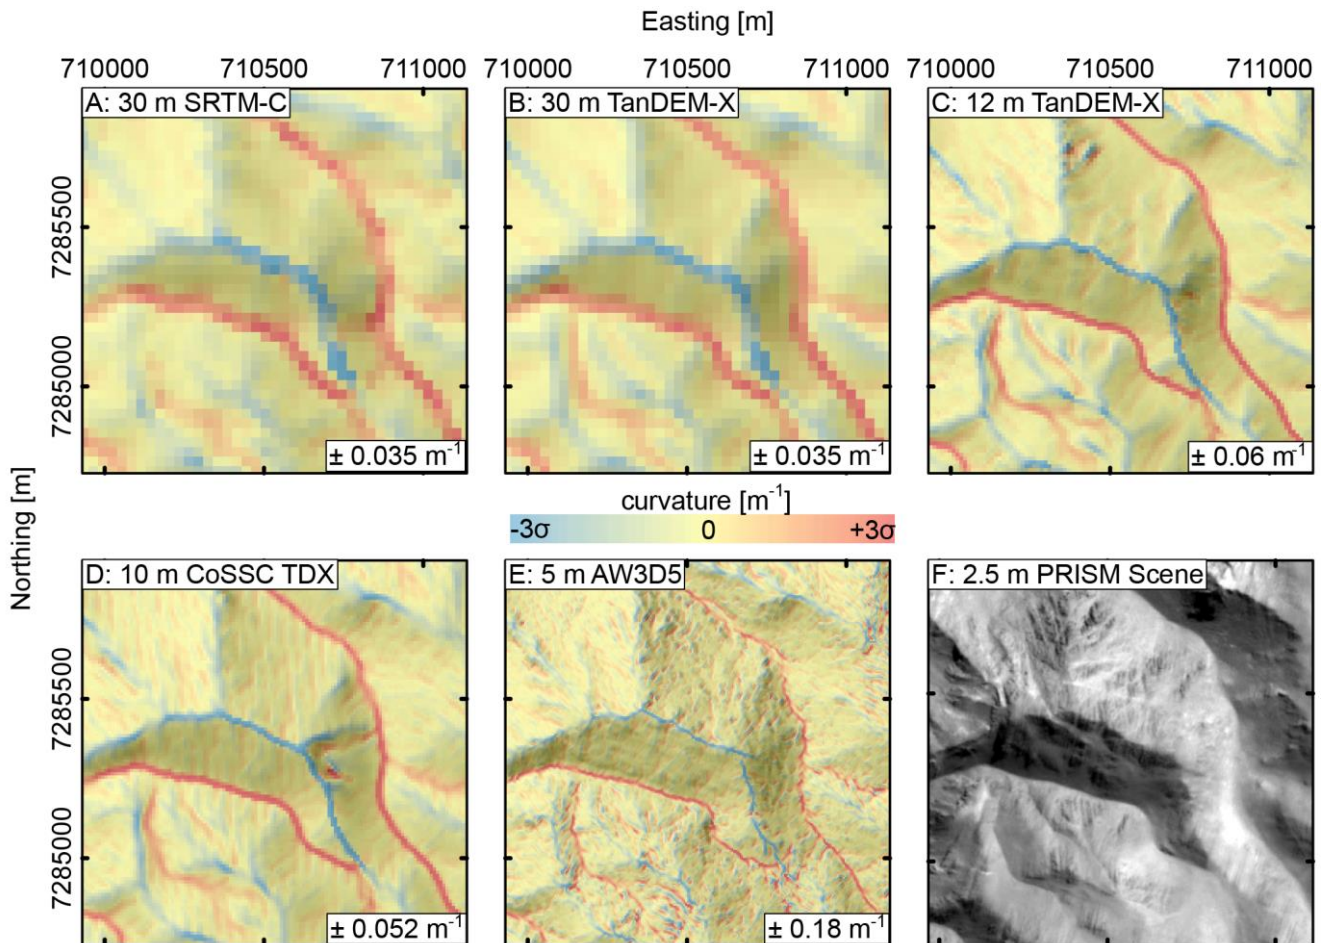 Easting [m]
710000 710500 711000 710000 710500 711000 710000 710500 711000
A: 30 m SRTM-C
B: 30 m TanDEM-X
C: 12 m TanDEM-X
7285500
7285000
± 0.035 m⁻¹
± 0.035 m⁻¹
± 0.06 m⁻¹
Northing [m]
curvature [m⁻¹]
-3σ 0 +3σ
D: 10 m CoSSC TDX
E: 5 m AW3D5
F: 2.5 m PRISM Scene
7285500
7285000
± 0.052 m⁻¹
± 0.18 m⁻¹